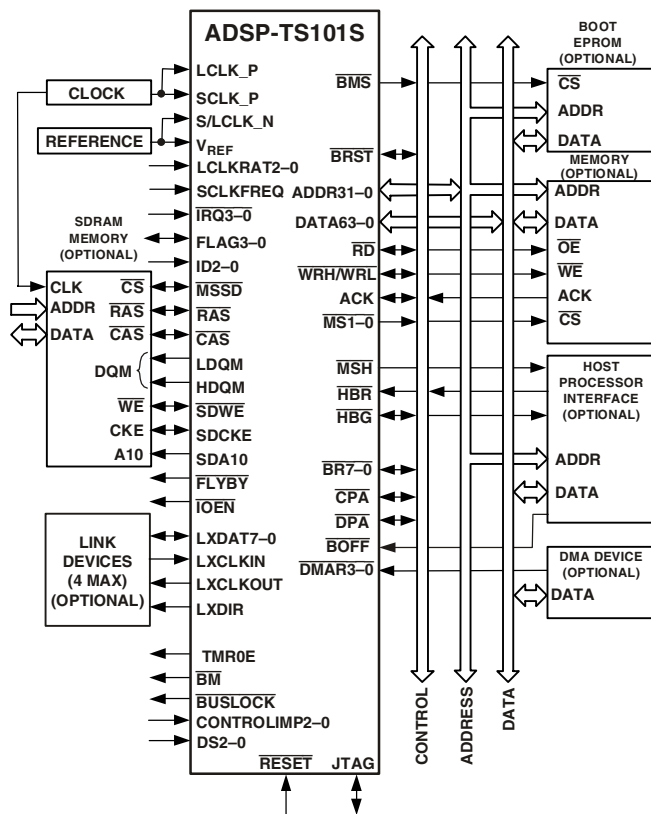 ADSP-TS101S
CLOCK
REFERENCE
LCLK_P
SCLK_P
S/LCLK_N
VREF
LCLKRAT2–0
SCLKFREQ
IRQ3–0
FLAG3–0
ID2–0
MSSD
RAS
CAS
LDQM
HDQM
SDWE
SDCKE
SDA10
FLYBY
IOEN
LXDAT7–0
LXCLKIN
LXCLKOUT
LXDIR
TMR0E
BM
BUSLOCK
CONTROLIMP2–0
DS2–0
RESET
JTAG
SDRAM
MEMORY
(OPTIONAL)
CLK
ADDR
DATA
CS
RAS
CAS
DQM
WE
CKE
A10
LINK
DEVICES
(4 MAX)
(OPTIONAL)
BMS
BRST
ADDR31–0
DATA63–0
RD
WRH/WRL
ACK
MS1–0
MSH
HBR
HBG
BR7–0
CPA
DPA
BOFF
DMAR3–0
CONTROL
ADDRESS
DATA
BOOT
EPROM
(OPTIONAL)
CS
ADDR
DATA
MEMORY
(OPTIONAL)
ADDR
DATA
OE
WE
ACK
CS
HOST
PROCESSOR
INTERFACE
(OPTIONAL)
ADDR
DATA
DMA DEVICE
(OPTIONAL)
DATA